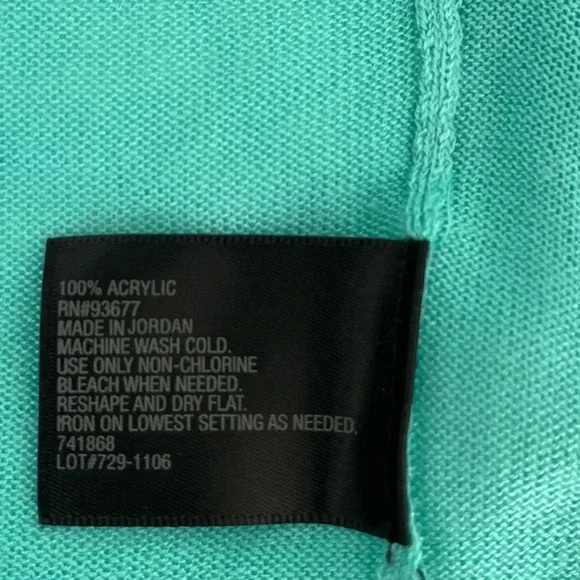 100% ACRYLIC
RN#93677
MADE IN JORDAN
MACHINE WASH COLD.
USE ONLY NON-CHLORINE
BLEACH WHEN NEEDED.
RESHAPE AND DRY FLAT.
IRON ON LOWEST SETTING AS NEEDED.
741868
LOT#729-1106